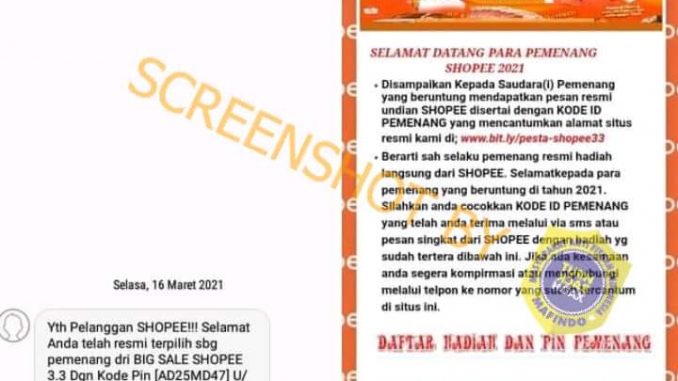 SCREENSHOT BY
Selasa, 16 Maret 2021
Yth Pelanggan SHOPEE!!! Selamat
Anda telah resmi terpilih sbg
pemenang dri BIG SALE SHOPEE
3.3 Dgn Kode Pin [AD25MD47] U/
SELAMAT DATANG PARA PEMENANG
SHOPEE 2021
• Disampaikan Kepada Saudara(i) Pemenang
yang beruntung mendapatkan pesan resmi
undian SHOPEE disertai dengan KODE ID
PEMENANG yang mencantumkan alamat situs
resmi kami di; www.bit.ly/pesta-shopee33
• Berarti sah selaku pemenang resmi hadiah
langsung dari SHOPEE. Selamatkepada para
pemenang yang beruntung di tahun 2021.
Silahkan anda cocokkan KODE ID PEMENANG
yang telah anda terima melalui via sms atau
pesan singkat dari SHOPEE dengan hadiah yg
sudah tertera dibawah ini. Jika ada kesamaan
anda segera kompirmasi atau menghubungi
melalui telpon ke nomor yang sudah tercantum
di situs ini.
MAFINDO
DAFTAR HADIAH DAN PIN PEMENANG